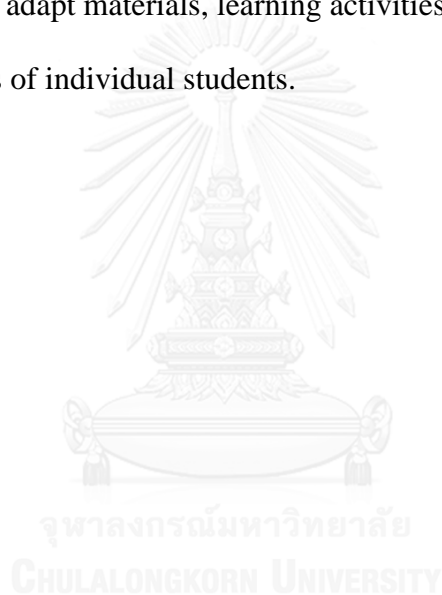 adapt materials, learning activities
of individual students.
จุฬาลงกรณ์มหาวิทยาลัย
CHULALONGKORN UNIVERSITY